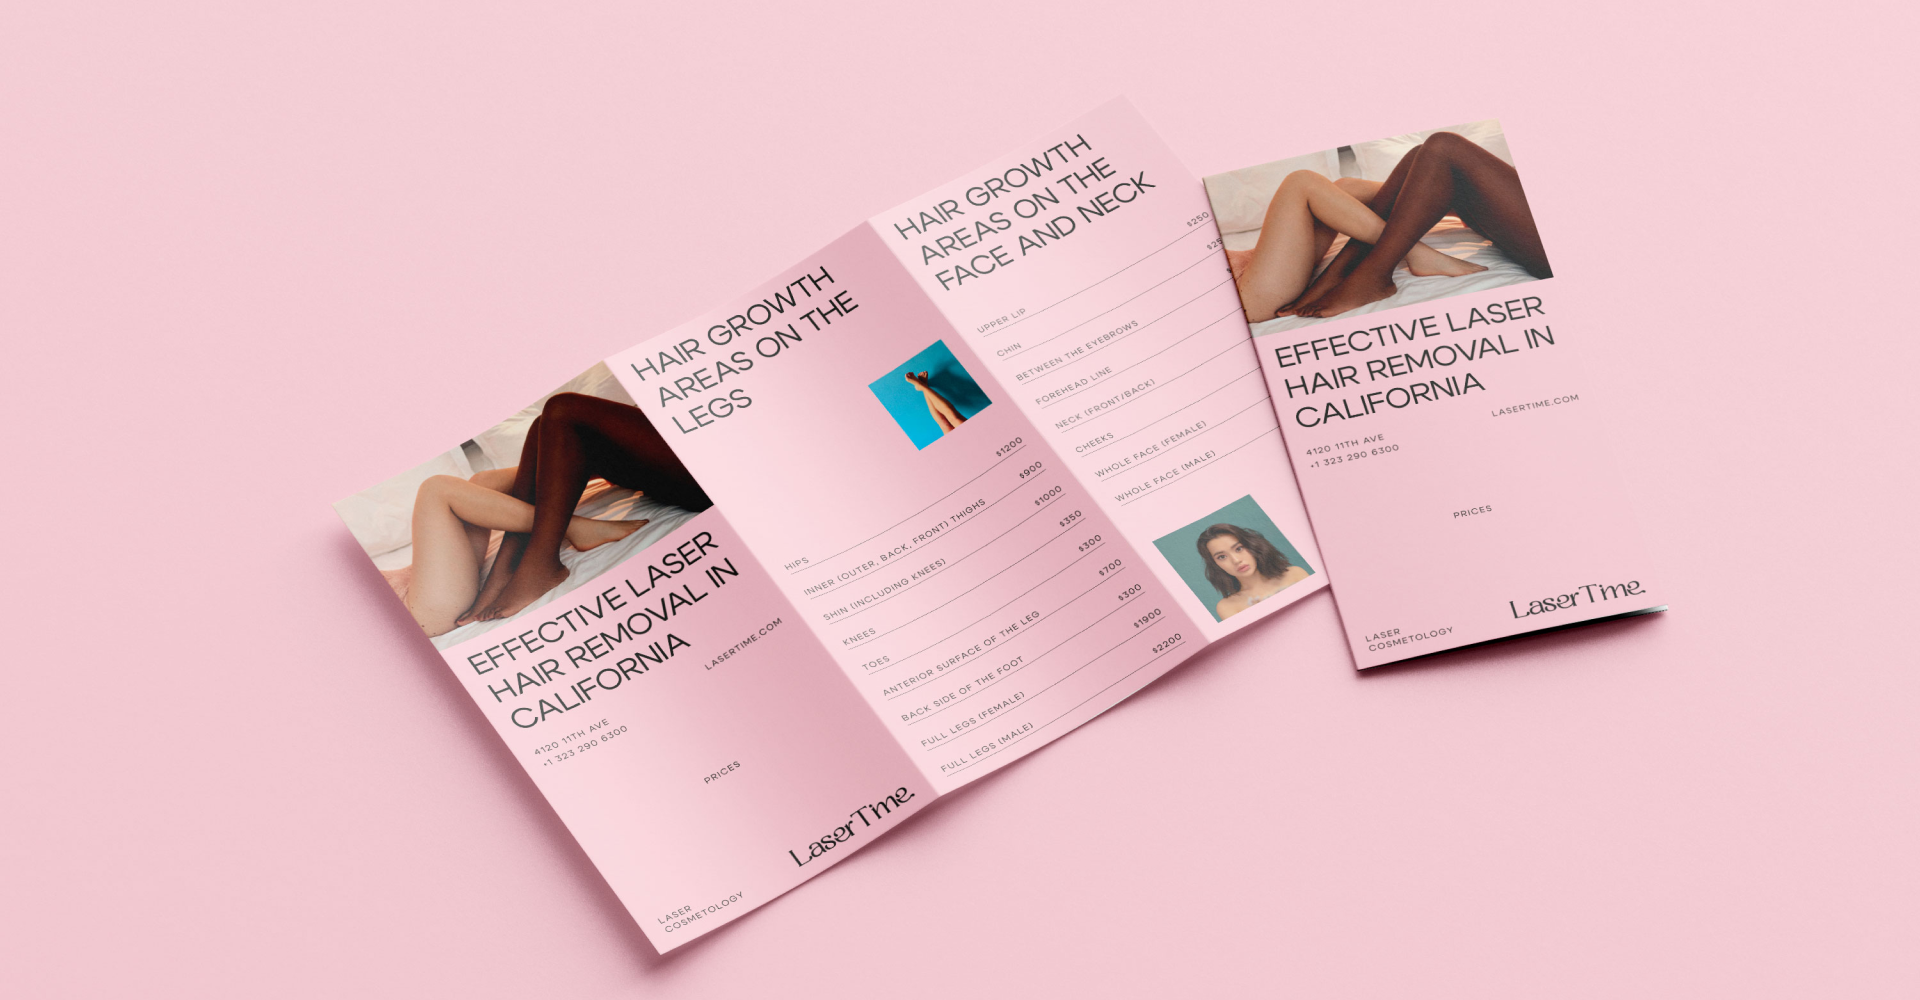 EFFECTIVE LASER
HAIR REMOVAL IN
CALIFORNIA
LASERTIME.COM
4120 11TH AVE
+1 323 290 6300
PRICES
LaserTime.
LASER
COSMETOLOGY
HAIR GROWTH
AREAS ON THE
LEGS
HIPS $1200
INNER (OUTER, BACK, FRONT) THIGHS $900
SHIN (INCLUDING KNEES) $1000
KNEES $350
TOES $300
ANTERIOR SURFACE OF THE LEG $700
BACK SIDE OF THE FOOT $300
FULL LEGS (FEMALE) $1900
FULL LEGS (MALE) $2200
HAIR GROWTH
AREAS ON THE
FACE AND NECK
UPPER LIP $250
CHIN
BETWEEN THE EYEBROWS
FOREHEAD LINE
NECK (FRONT/BACK)
CHEEKS
WHOLE FACE (FEMALE)
WHOLE FACE (MALE)
EFFECTIVE LASER
HAIR REMOVAL IN
CALIFORNIA
LASERTIME.COM
4120 11TH AVE
+1 323 290 6300
PRICES
LaserTime.
LASER
COSMETOLOGY